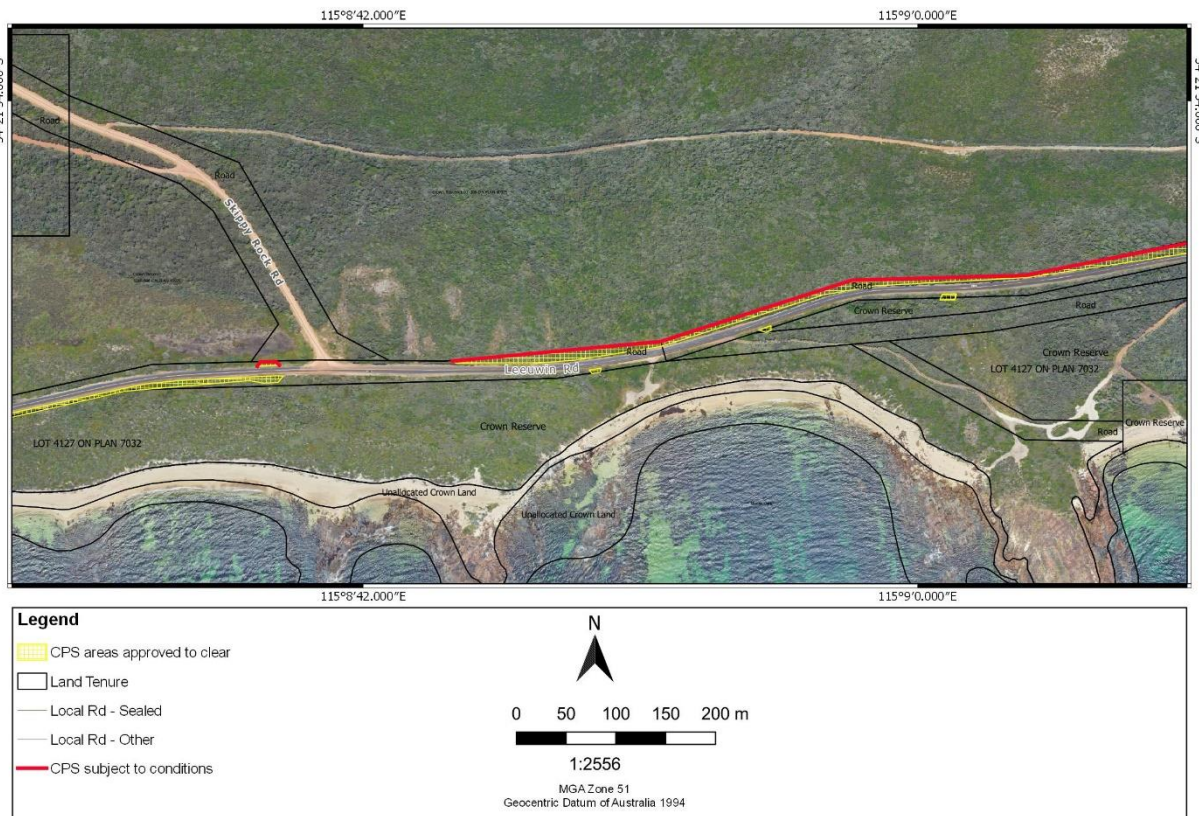 115°8'42.000"E
115°9'0.000"E
Road
Road
Skippy Rock Rd
Road
Crown Reserve
Road
Road
Leeuwin Rd
Crown Reserve
LOT 4127 ON PLAN 7032
Crown Reserve
Crown Reserve
Road
LOT 4127 ON PLAN 7032
Unallocated Crown Land
Unallocated Crown Land
115°8'42.000"E
115°9'0.000"E
Legend
CPS areas approved to clear
Land Tenure
Local Rd - Sealed
Local Rd - Other
CPS subject to conditions
N
0 50 100 150 200 m
1:2556
MGA Zone 51
Geocentric Datum of Australia 1994